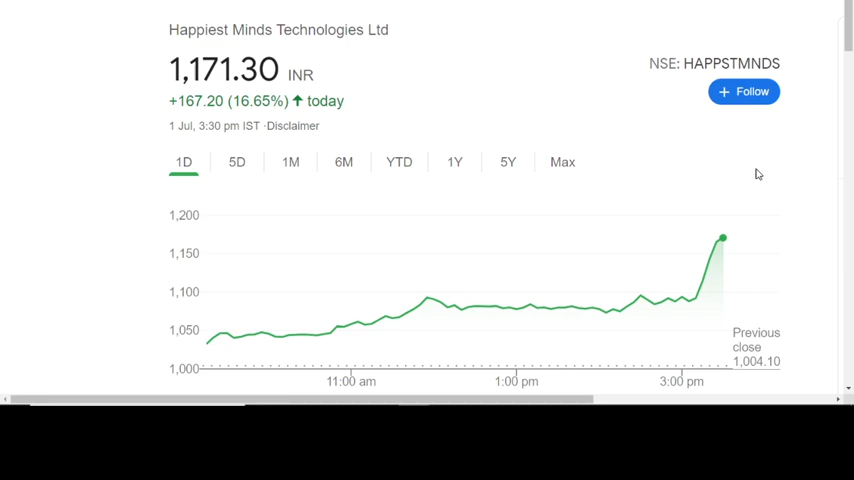 Happiest Minds Technologies Ltd
1,171.30 INR
NSE: HAPPSTMNDS
+167.20 (16.65%) ↑ today
+ Follow
1 Jul, 3:30 pm IST ·Disclaimer
1D 5D 1M 6M YTD 1Y 5Y Max
1,200
1,150
1,100
1,050
Previous
close
1,004.10
1,000
11:00 am 1:00 pm 3:00 pm